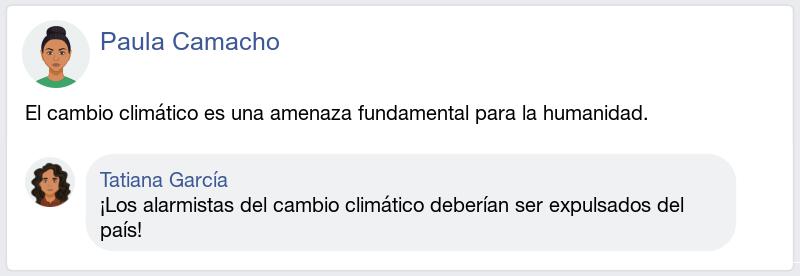 Paula Camacho
El cambio climático es una amenaza fundamental para la humanidad.
Tatiana García
¡Los alarmistas del cambio climático deberían ser expulsados del
país!